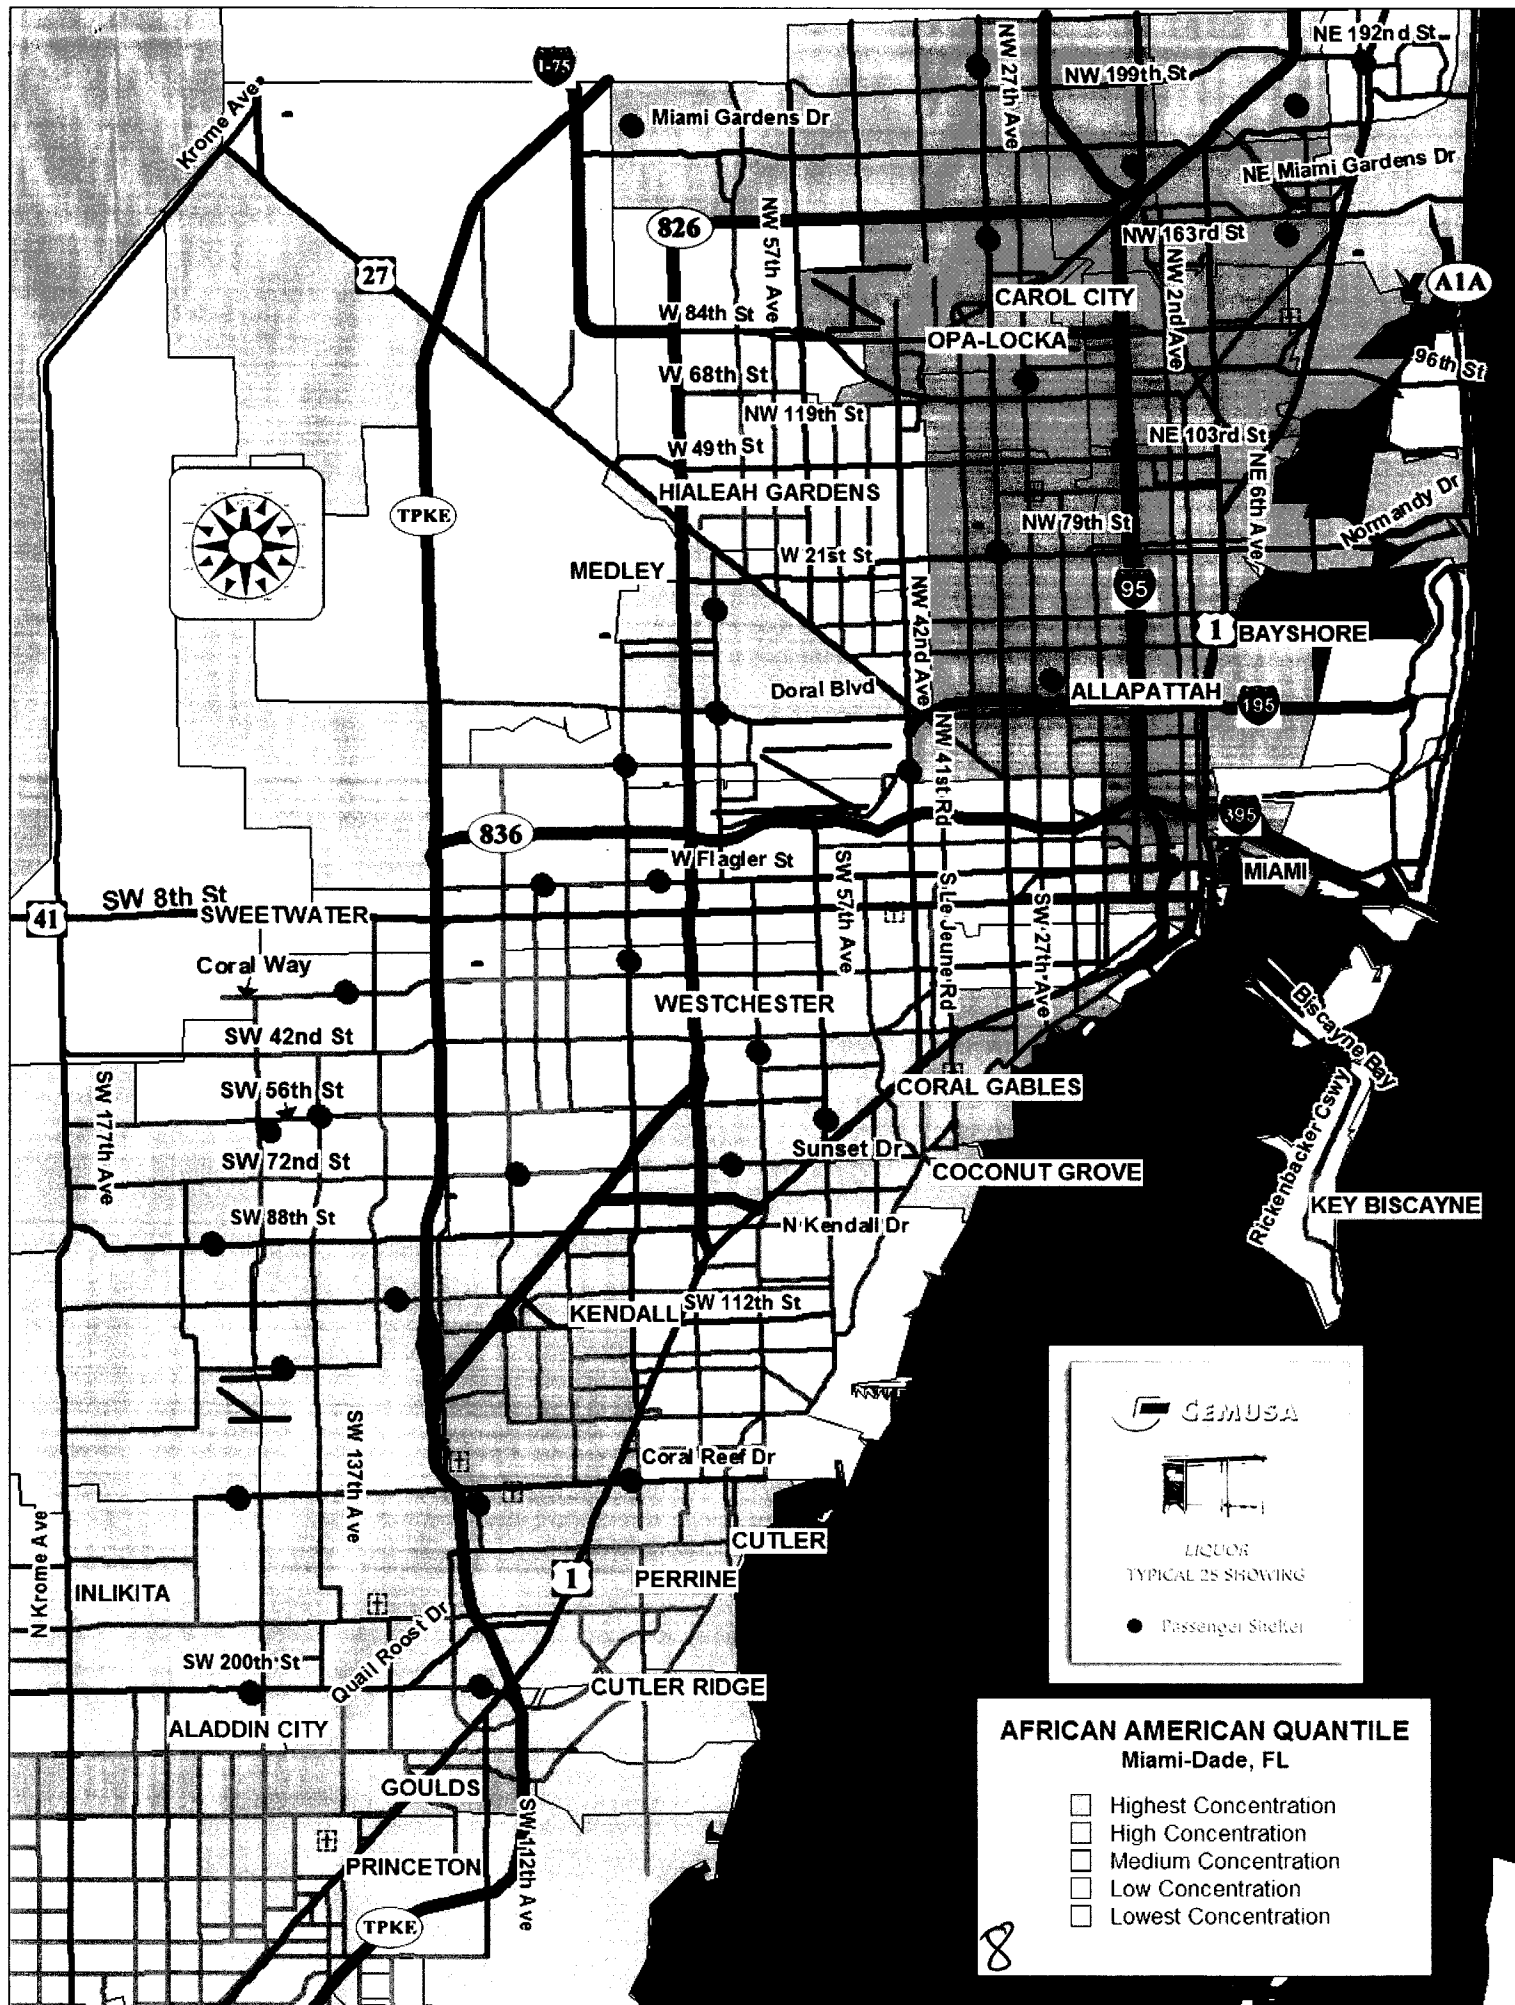 NE 192nd St
I-75
NW 27th Ave
NW 199th St
Krome Ave
Miami Gardens Dr
NE Miami Gardens Dr
826
NW 57th Ave
NW 163rd St
27
NW 2nd Ave
A1A
CAROL CITY
W 84th St
OPA-LOCKA
96th St
W 68th St
NW 119th St
W 49th St
NE 103rd St
HIALEAH GARDENS
NE 6th Ave
Normandy Dr
TPKE
NW 79th St
W 21st St
MEDLEY
95
NW 42nd Ave
1
BAYSHORE
Doral Blvd
ALLAPATTAH
195
NW 41st Rd
836
395
W Flagler St
SW 57th Ave
MIAMI
SW 8th St
41
SWEETWATER
S Le Jeune Rd
SW 27th Ave
Coral Way
WESTCHESTER
Biscayne Bay
SW 42nd St
SW 177th Ave
SW 56th St
CORAL GABLES
Rickenbacker Cswy
Sunset Dr
SW 72nd St
COCONUT GROVE
KEY BISCAYNE
SW 88th St
N Kendall Dr
KENDALL
SW 112th St
CEMUSA
SW 137th Ave
Coral Reef Dr
N Krome Ave
CUTLER
LIQUOR
TYPICAL 25 SHOWING
1
PERRINE
INLIKITA
Passenger Shelter
Quail Roost Dr
SW 200th St
CUTLER RIDGE
ALADDIN CITY
AFRICAN AMERICAN QUANTILE
Miami-Dade, FL
GOULDS
SW 112th Ave
Highest Concentration
High Concentration
Medium Concentration
Low Concentration
Lowest Concentration
PRINCETON
TPKE
8